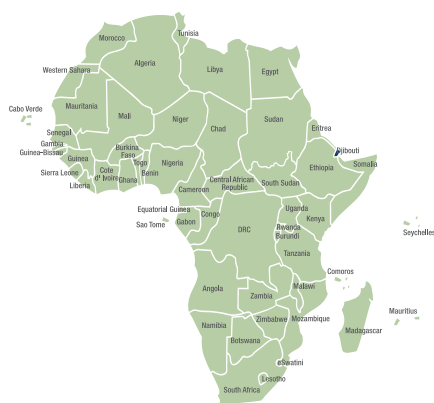 Tunisia
Morocco
Algeria
Libya
Egypt
Western Sahara
Cabo Verde
Mauritania
Mali
Niger
Chad
Sudan
Eritrea
Senegal
Gambia
Guinea-Bissau
Guinea
Burkina
Faso
Djibouti
Sierra Leone
Liberia
Cote
d' Ivoire
Ghana
Togo
Benin
Nigeria
Ethiopia
Somalia
Cameroon
Central African
Republic
South Sudan
Equatorial Guinea
Sao Tome
Gabon
Congo
DRC
Uganda
Kenya
Rwanda
Burundi
Seychelles
Tanzania
Comoros
Angola
Zambia
Malawi
Mozambique
Mauritius
Madagascar
Namibia
Zimbabwe
Botswana
eSwatini
Lesotho
South Africa